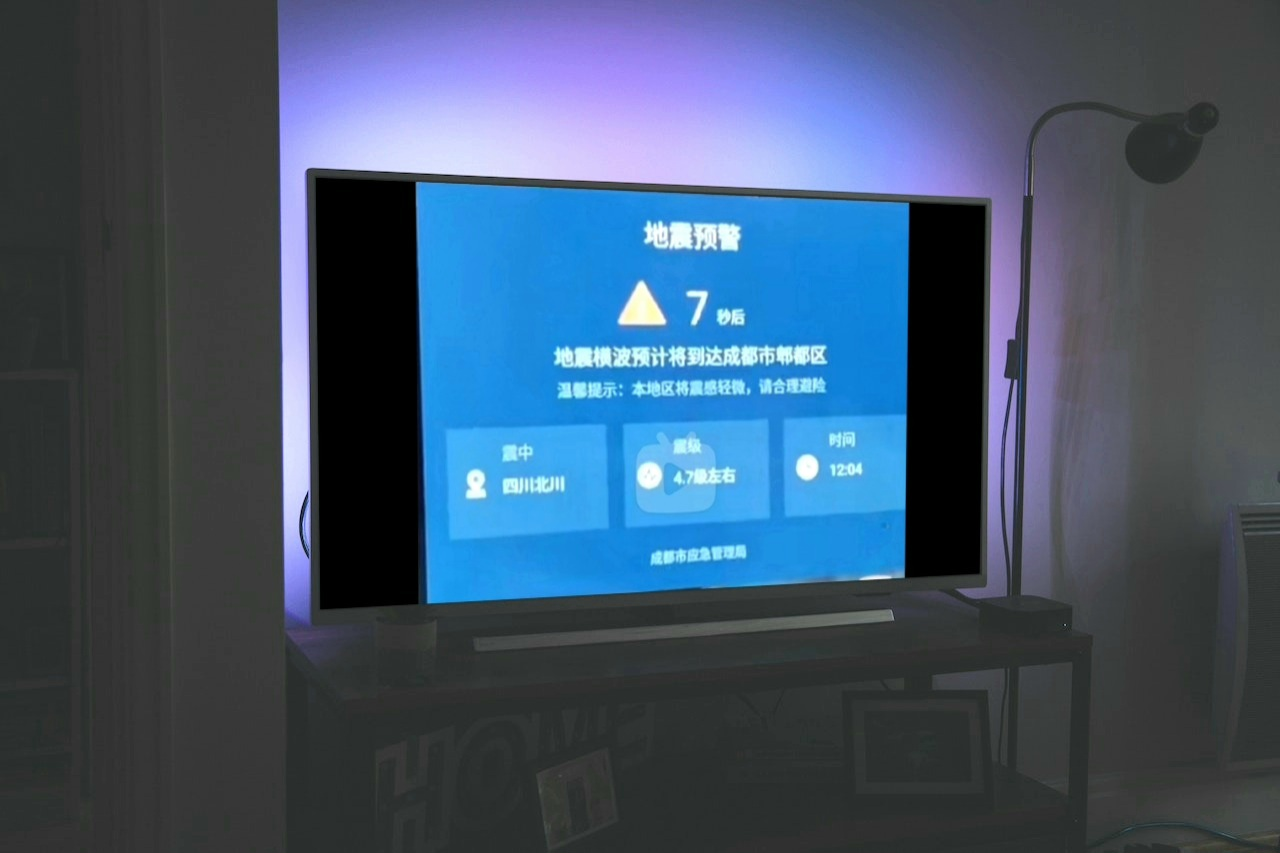 地震预警
7 秒后
地震横波预计将到达成都市郫都区
温馨提示：本地区将震感轻微，请合理避险
震中
四川北川
震级
4.7级左右
时间
12:04
成都市应急管理局
HOME